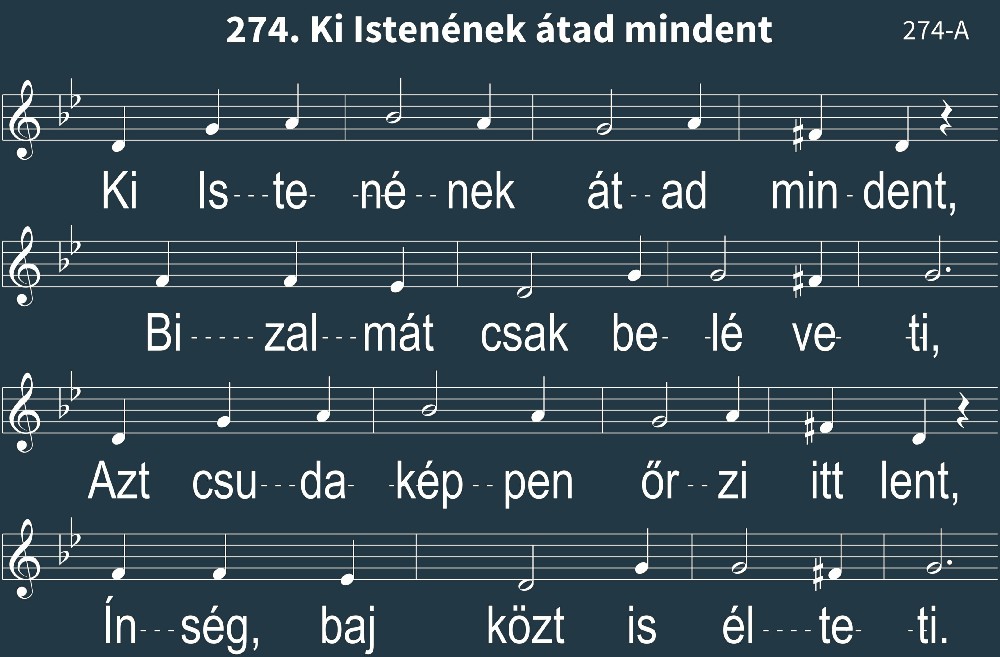 274. Ki Istenének átad mindent
274-A
Ki Is---te- -né--nek át--ad min-dent,
Bi-----zal---mát csak be- -lé ve- -ti,
Azt csu---da- -kép--pen őr--zi itt lent,
Ín---ség, baj közt is él----te- -ti.